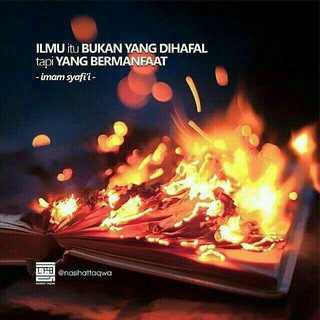 ILMU itu BUKAN YANG DIHAFAL
tapi YANG BERMANFAAT
- imam syafi'i -
@nasihattaqwa